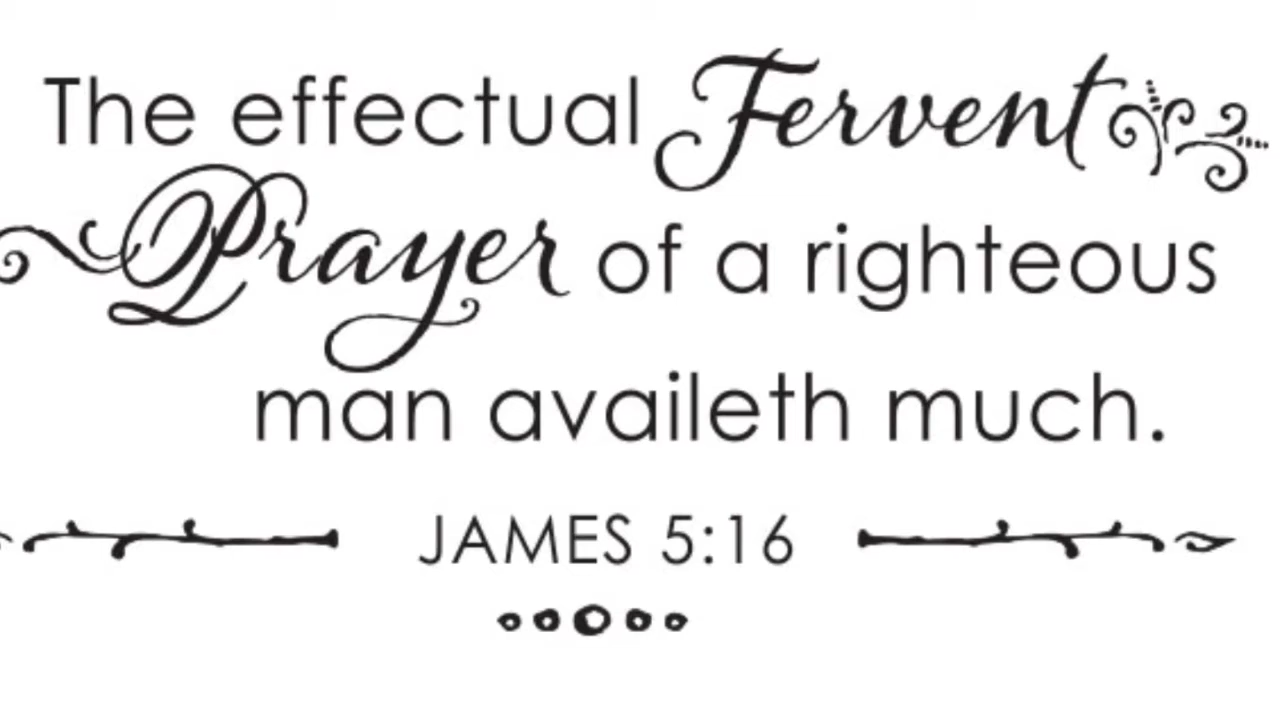 The effectual Fervent
Prayer of a righteous
man availeth much.
JAMES 5:16